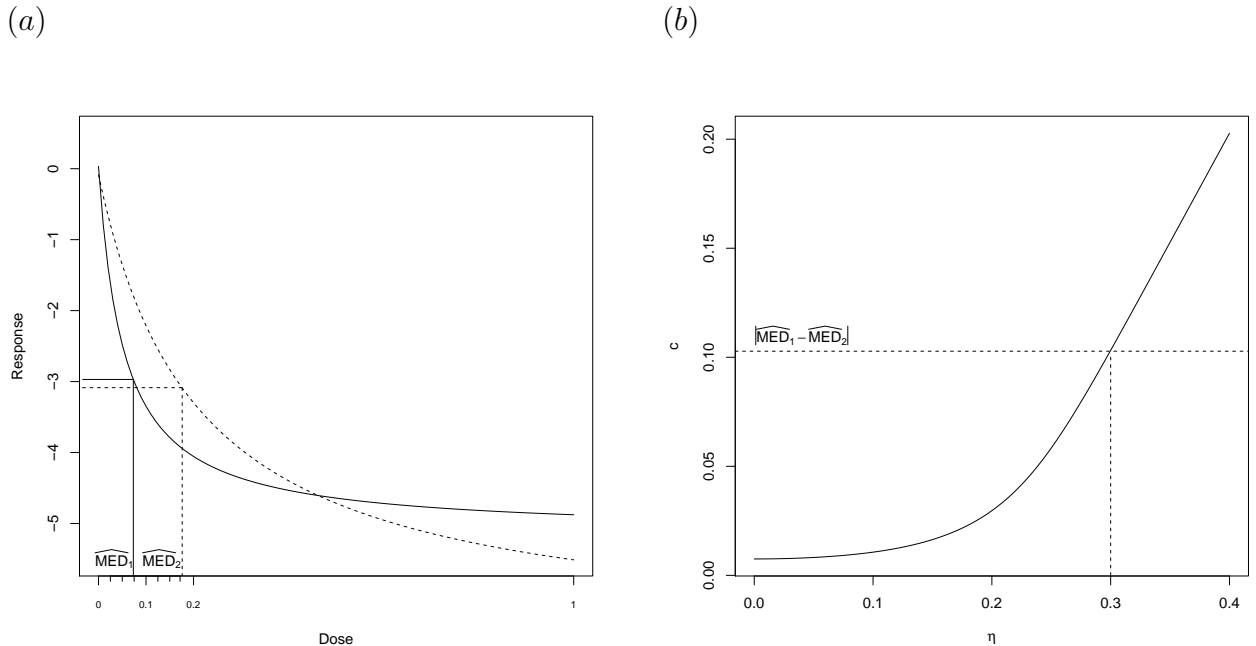 (a)
0
−1
−2
−3
−4
−5
Response
MED₁ MED₂
0 0.1 0.2 1
Dose
(b)
0.20
0.15
0.10
0.05
0.00
c
|MED₁ − MED₂|
0.0 0.1 0.2 0.3 0.4
η